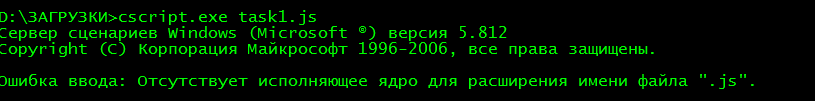 D:\ЗАГРУЗКИ>cscript.exe task1.js
Сервер сценариев Windows (Microsoft ®) версия 5.812
Copyright (C) Корпорация Майкрософт 1996-2006, все права защищены.
Ошибка ввода: Отсутствует исполняющее ядро для расширения имени файла ".js".